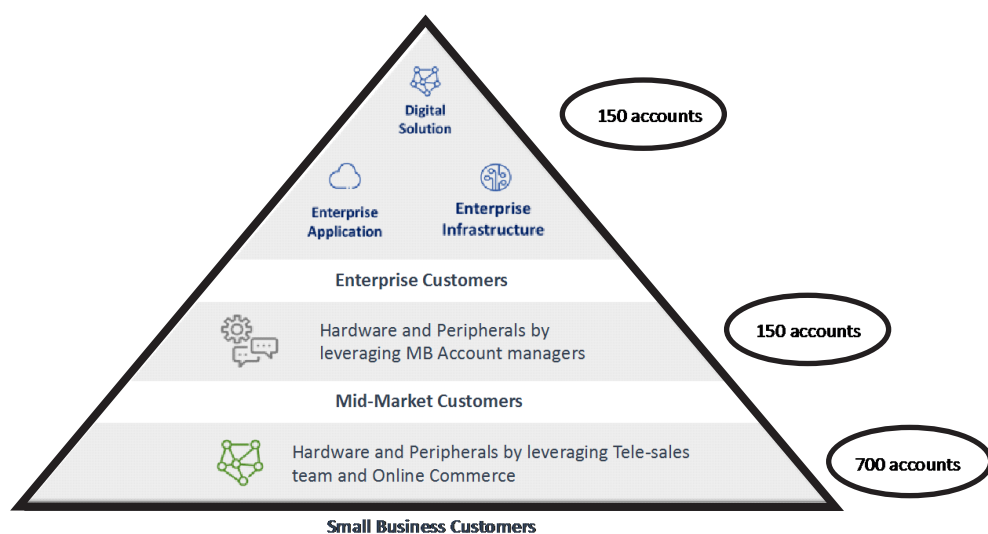 Digital
Solution
150 accounts
Enterprise
Application
Enterprise
Infrastructure
Enterprise Customers
Hardware and Peripherals by
leveraging MB Account managers
150 accounts
Mid-Market Customers
Hardware and Peripherals by leveraging Tele-sales
team and Online Commerce
700 accounts
Small Business Customers